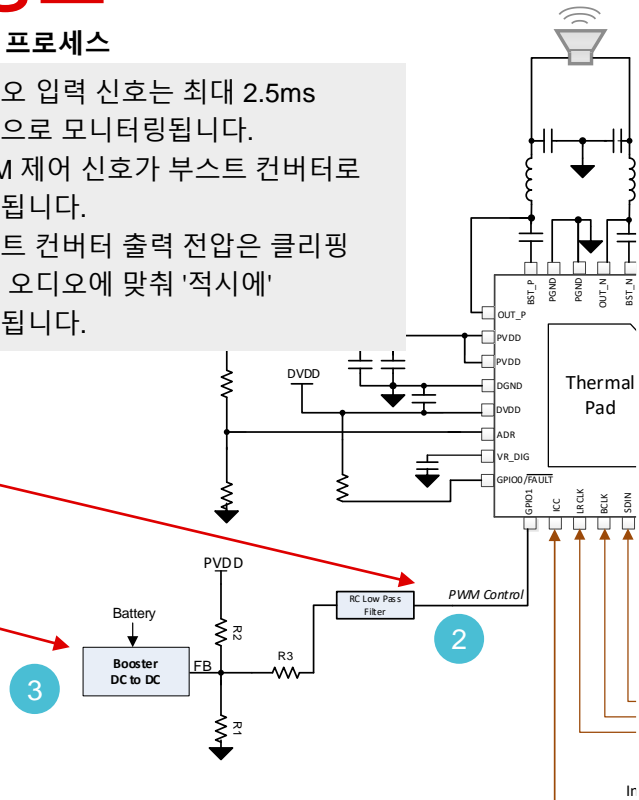 프로세스
오 입력 신호는 최대 2.5ms
으로 모니터링됩니다.
M 제어 신호가 부스트 컨버터로
됩니다.
트 컨버터 출력 전압은 클리핑
오디오에 맞춰 '적시에'
됩니다.
BST_P
PGND
PGND
OUT_N
BST_N
OUT_P
PVDD
PVDD
DGND
DVDD
ADR
VR_DIG
GPIO0/FAULT
Thermal
Pad
GPIO1
ICC
LRCLK
BCLK
SDIN
DVDD
PVDD
RC Low Pass
Filter
PWM Control
2
Battery
R2
Booster
DC to DC
FB
R3
R1
3
In